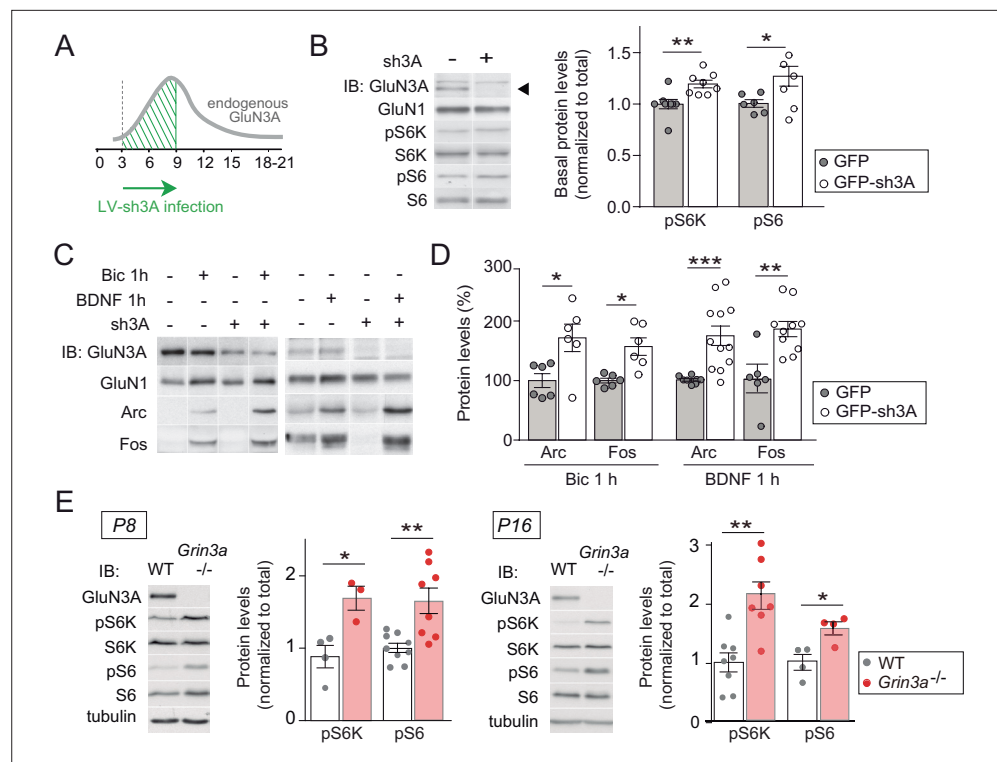 A
endogenous
GluN3A
0 3 6 9 12 15 18-21
LV-sh3A infection
B
sh3A - +
IB: GluN3A
GluN1
pS6K
S6K
pS6
S6
Basal protein levels
(normalized to total)
1.5
1.0
0.5
0.0
** *
pS6K pS6
GFP
GFP-sh3A
C
Bic 1h - + - +
BDNF 1h - + - +
sh3A - - + + - - + +
IB: GluN3A
GluN1
Arc
Fos
D
Protein levels (%)
300
200
100
0
* * *** **
Arc Fos Arc Fos
Bic 1 h BDNF 1 h
GFP
GFP-sh3A
E
P8
Grin3a
IB: WT -/-
GluN3A
pS6K
S6K
pS6
S6
tubulin
Protein levels
(normalized to total)
2
1
0
* **
pS6K pS6
P16
Grin3a
IB: WT -/-
GluN3A
pS6K
S6K
pS6
S6
tubulin
Protein levels
(normalized to total)
3
2
1
0
** *
pS6K pS6
WT
Grin3a-/-